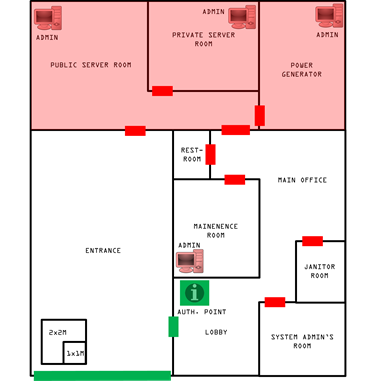 ADMIN
ADMIN
ADMIN
PRIVATE SERVER
ROOM
PUBLIC SERVER ROOM
POWER
GENERATOR
REST-
ROOM
MAIN OFFICE
MAINENENCE
ROOM
ADMIN
ENTRANCE
JANITOR
ROOM
i
AUTH. POINT
LOBBY
2x2M
1x1M
SYSTEM ADMIN'S
ROOM